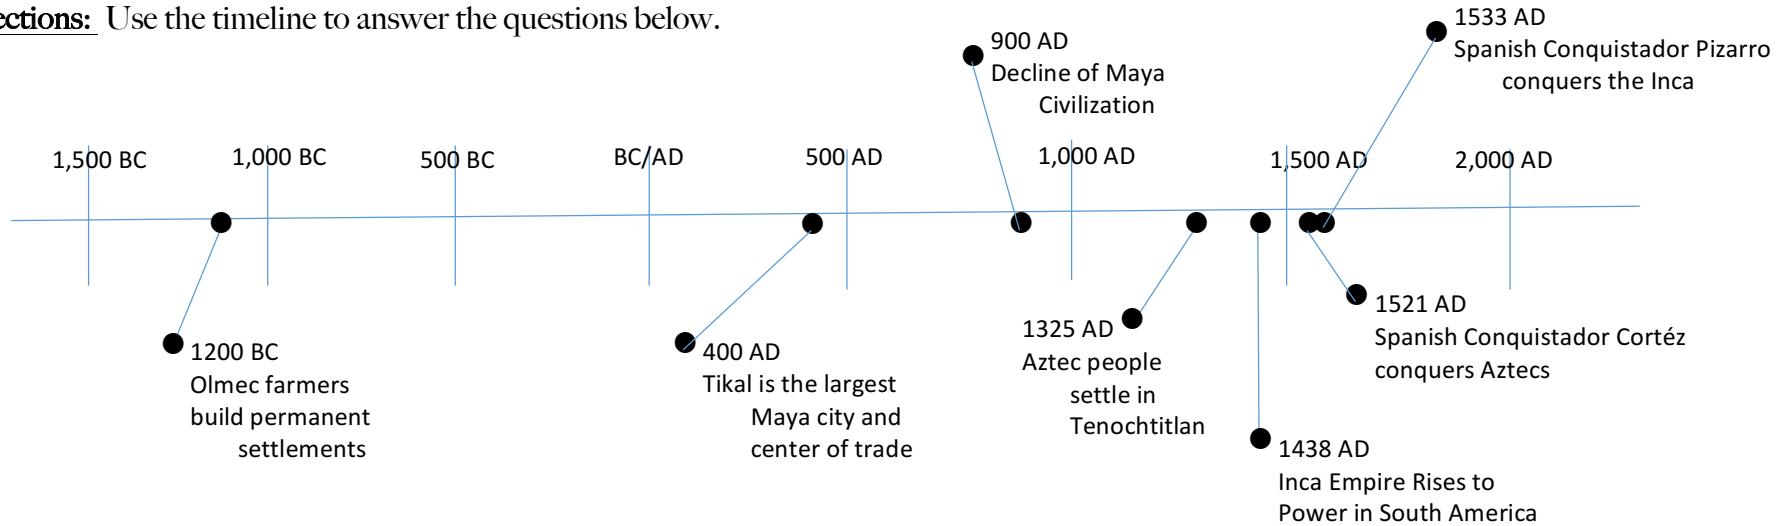 ections: Use the timeline to answer the questions below.
1533 AD
Spanish Conquistador Pizarro
conquers the Inca
900 AD
Decline of Maya
Civilization
1,500 BC
1,000 BC
500 BC
BC/AD
500 AD
1,000 AD
1,500 AD
2,000 AD
1200 BC
Olmec farmers
build permanent
settlements
400 AD
Tikal is the largest
Maya city and
center of trade
1325 AD
Aztec people
settle in
Tenochtitlan
1521 AD
Spanish Conquistador Cortéz
conquers Aztecs
1438 AD
Inca Empire Rises to
Power in South America